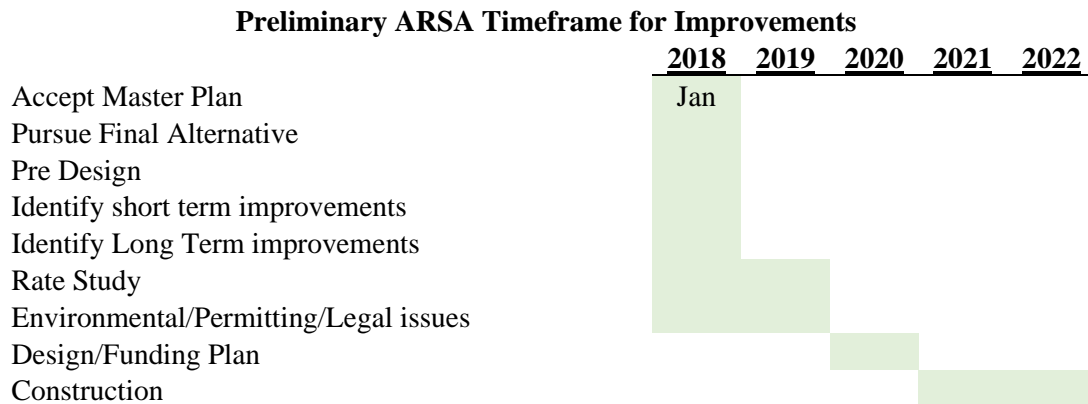 Preliminary ARSA Timeframe for Improvements
2018 2019 2020 2021 2022
Accept Master Plan Jan
Pursue Final Alternative
Pre Design
Identify short term improvements
Identify Long Term improvements
Rate Study
Environmental/Permitting/Legal issues
Design/Funding Plan
Construction